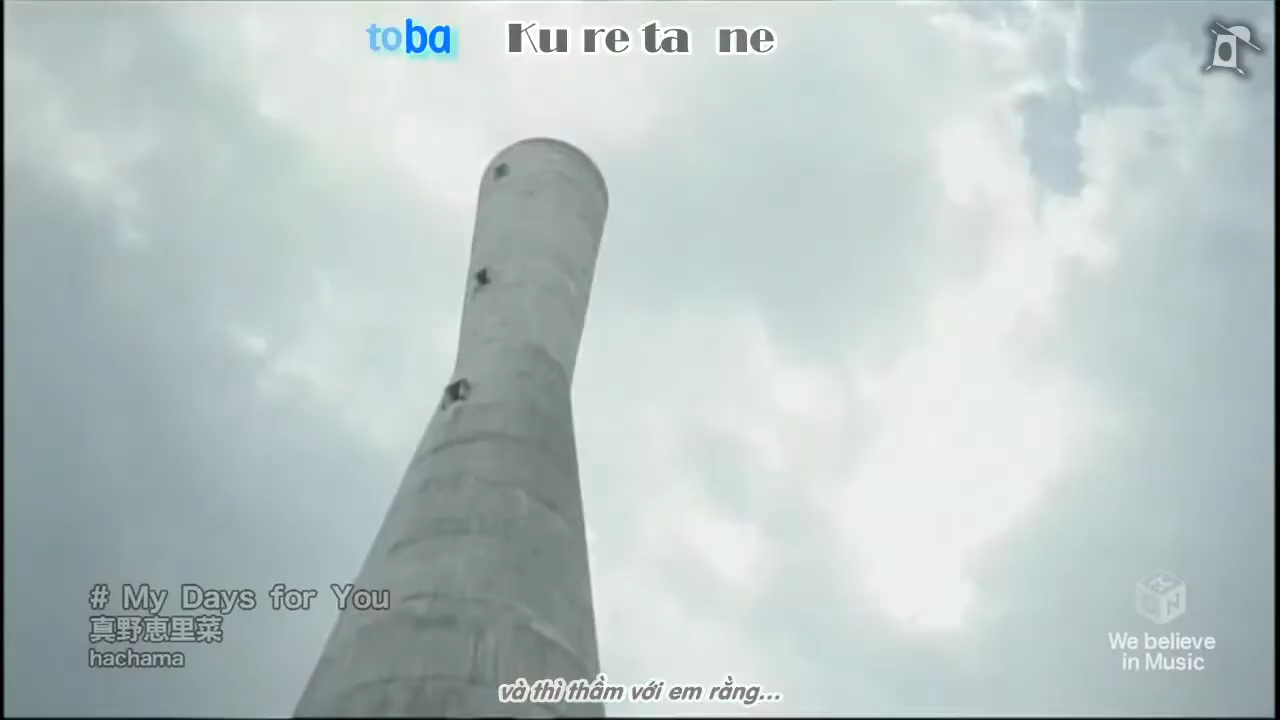 toba Ku re ta ne
# My Days for You
真野恵里菜
hachama
We believe
in Music
và thì thầm với em rằng...